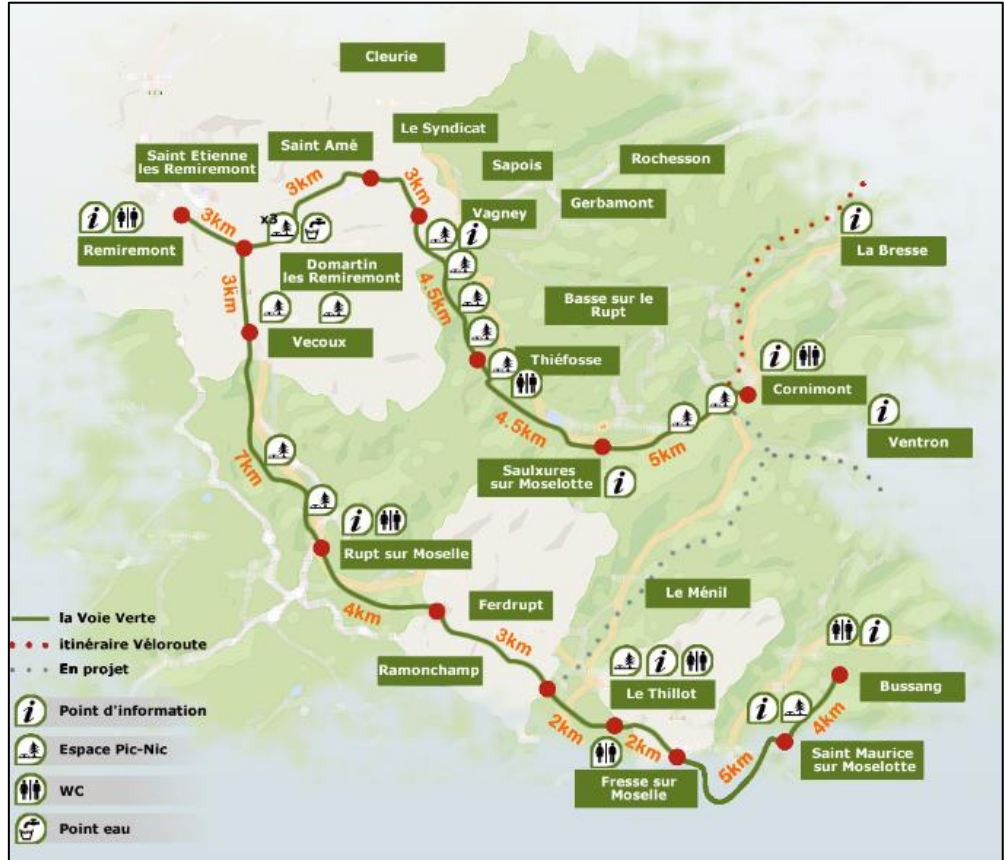 Cleurie
Le Syndicat
Saint Amé
Saint Etienne
les Remiremont
Sapois
Rochesson
Gerbamont
3km
3km
3km
x3
Vagney
Remiremont
La Bresse
Domartin
les Remiremont
3km
4.5km
Basse sur le
Rupt
Vecoux
Thiéfosse
Cornimont
4.5km
5km
Ventron
7km
Saulxures
sur Moselotte
Rupt sur Moselle
4km
Ferdrupt
Le Ménil
3km
Ramonchamp
Le Thillot
Bussang
2km
2km
4km
5km
Saint Maurice
sur Moselotte
Fresse sur
Moselle
la Voie Verte
itinéraire Véloroute
En projet
i Point d'information
Espace Pic-Nic
WC
Point eau